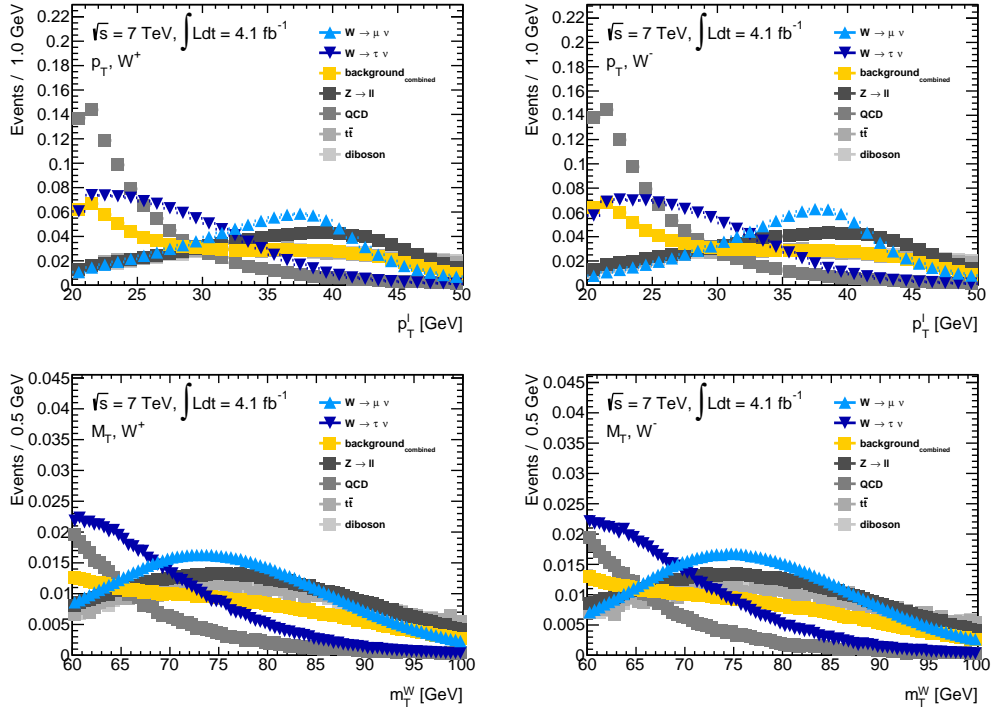 Events / 1.0 GeV
0.22
0.2
0.18
0.16
0.14
0.12
0.1
0.08
0.06
0.04
0.02
0
√s = 7 TeV, ∫ Ldt = 4.1 fb⁻¹
p_T, W⁺
W → μ ν
W → τ ν
background_combined
Z → ll
QCD
tt̄
diboson
20 25 30 35 40 45 50
p_T^l [GeV]
Events / 1.0 GeV
0.22
0.2
0.18
0.16
0.14
0.12
0.1
0.08
0.06
0.04
0.02
0
√s = 7 TeV, ∫ Ldt = 4.1 fb⁻¹
p_T, W⁻
W → μ ν
W → τ ν
background_combined
Z → ll
QCD
tt̄
diboson
20 25 30 35 40 45 50
p_T^l [GeV]
Events / 0.5 GeV
0.045
0.04
0.035
0.03
0.025
0.02
0.015
0.01
0.005
0
√s = 7 TeV, ∫ Ldt = 4.1 fb⁻¹
M_T, W⁺
W → μ ν
W → τ ν
background_combined
Z → ll
QCD
tt̄
diboson
60 65 70 75 80 85 90 95 100
m_T^W [GeV]
Events / 0.5 GeV
0.045
0.04
0.035
0.03
0.025
0.02
0.015
0.01
0.005
0
√s = 7 TeV, ∫ Ldt = 4.1 fb⁻¹
M_T, W⁻
W → μ ν
W → τ ν
background_combined
Z → ll
QCD
tt̄
diboson
60 65 70 75 80 85 90 95 100
m_T^W [GeV]